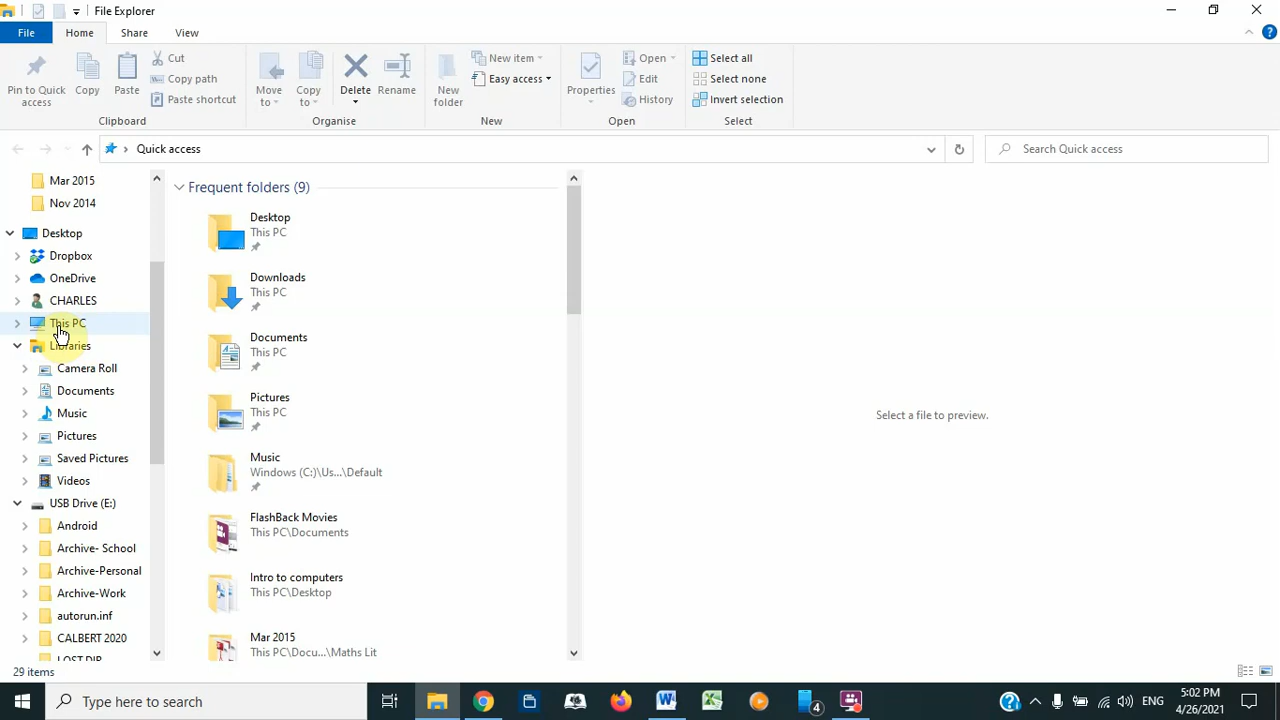 File Explorer
File Home Share View
Pin to Quick access
Copy
Paste
Cut
Copy path
Paste shortcut
Clipboard
Move to
Copy to
Delete
Rename
Organise
New folder
New item
Easy access
New
Properties
Open
Edit
History
Open
Select all
Select none
Invert selection
Select
Quick access
Search Quick access
Mar 2015
Nov 2014
Desktop
Dropbox
OneDrive
CHARLES
This PC
Libraries
Camera Roll
Documents
Music
Pictures
Saved Pictures
Videos
USB Drive (E:)
Android
Archive- School
Archive-Personal
Archive-Work
autorun.inf
CALBERT 2020
LOST.DIR
Frequent folders (9)
Desktop
This PC
Downloads
This PC
Documents
This PC
Pictures
This PC
Music
Windows (C:)\Us...\Default
FlashBack Movies
This PC\Documents
Intro to computers
This PC\Desktop
Mar 2015
This PC\Docu...\Maths Lit
Select a file to preview.
29 items
Type here to search
4
ENG
5:02 PM
4/26/2021